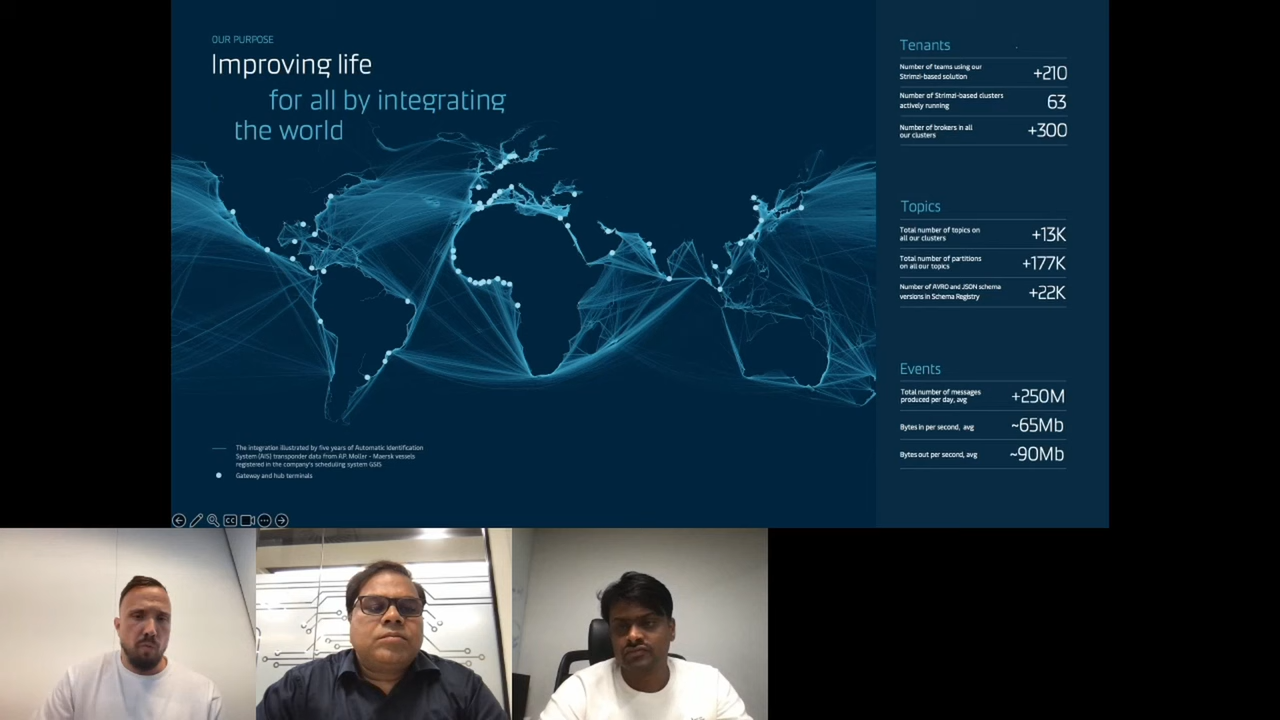 OUR PURPOSE
Improving life
for all by integrating
the world
The integration illustrated by five years of Automatic Identification
System (AIS) transponder data from A.P. Moller - Maersk vessels
registered in the company's scheduling system GSIS
Gateway and hub terminals
Tenants
Number of teams using our
Strimzi-based solution
+210
Number of Strimzi-based clusters
actively running
63
Number of brokers in all
our clusters
+300
Topics
Total number of topics on
all our clusters
+13K
Total number of partitions
on all our topics
+177K
Number of AVRO and JSON schema
versions in Schema Registry
+22K
Events
Total number of messages
produced per day, avg
+250M
Bytes in per second, avg
~65Mb
Bytes out per second, avg
~90Mb
CC